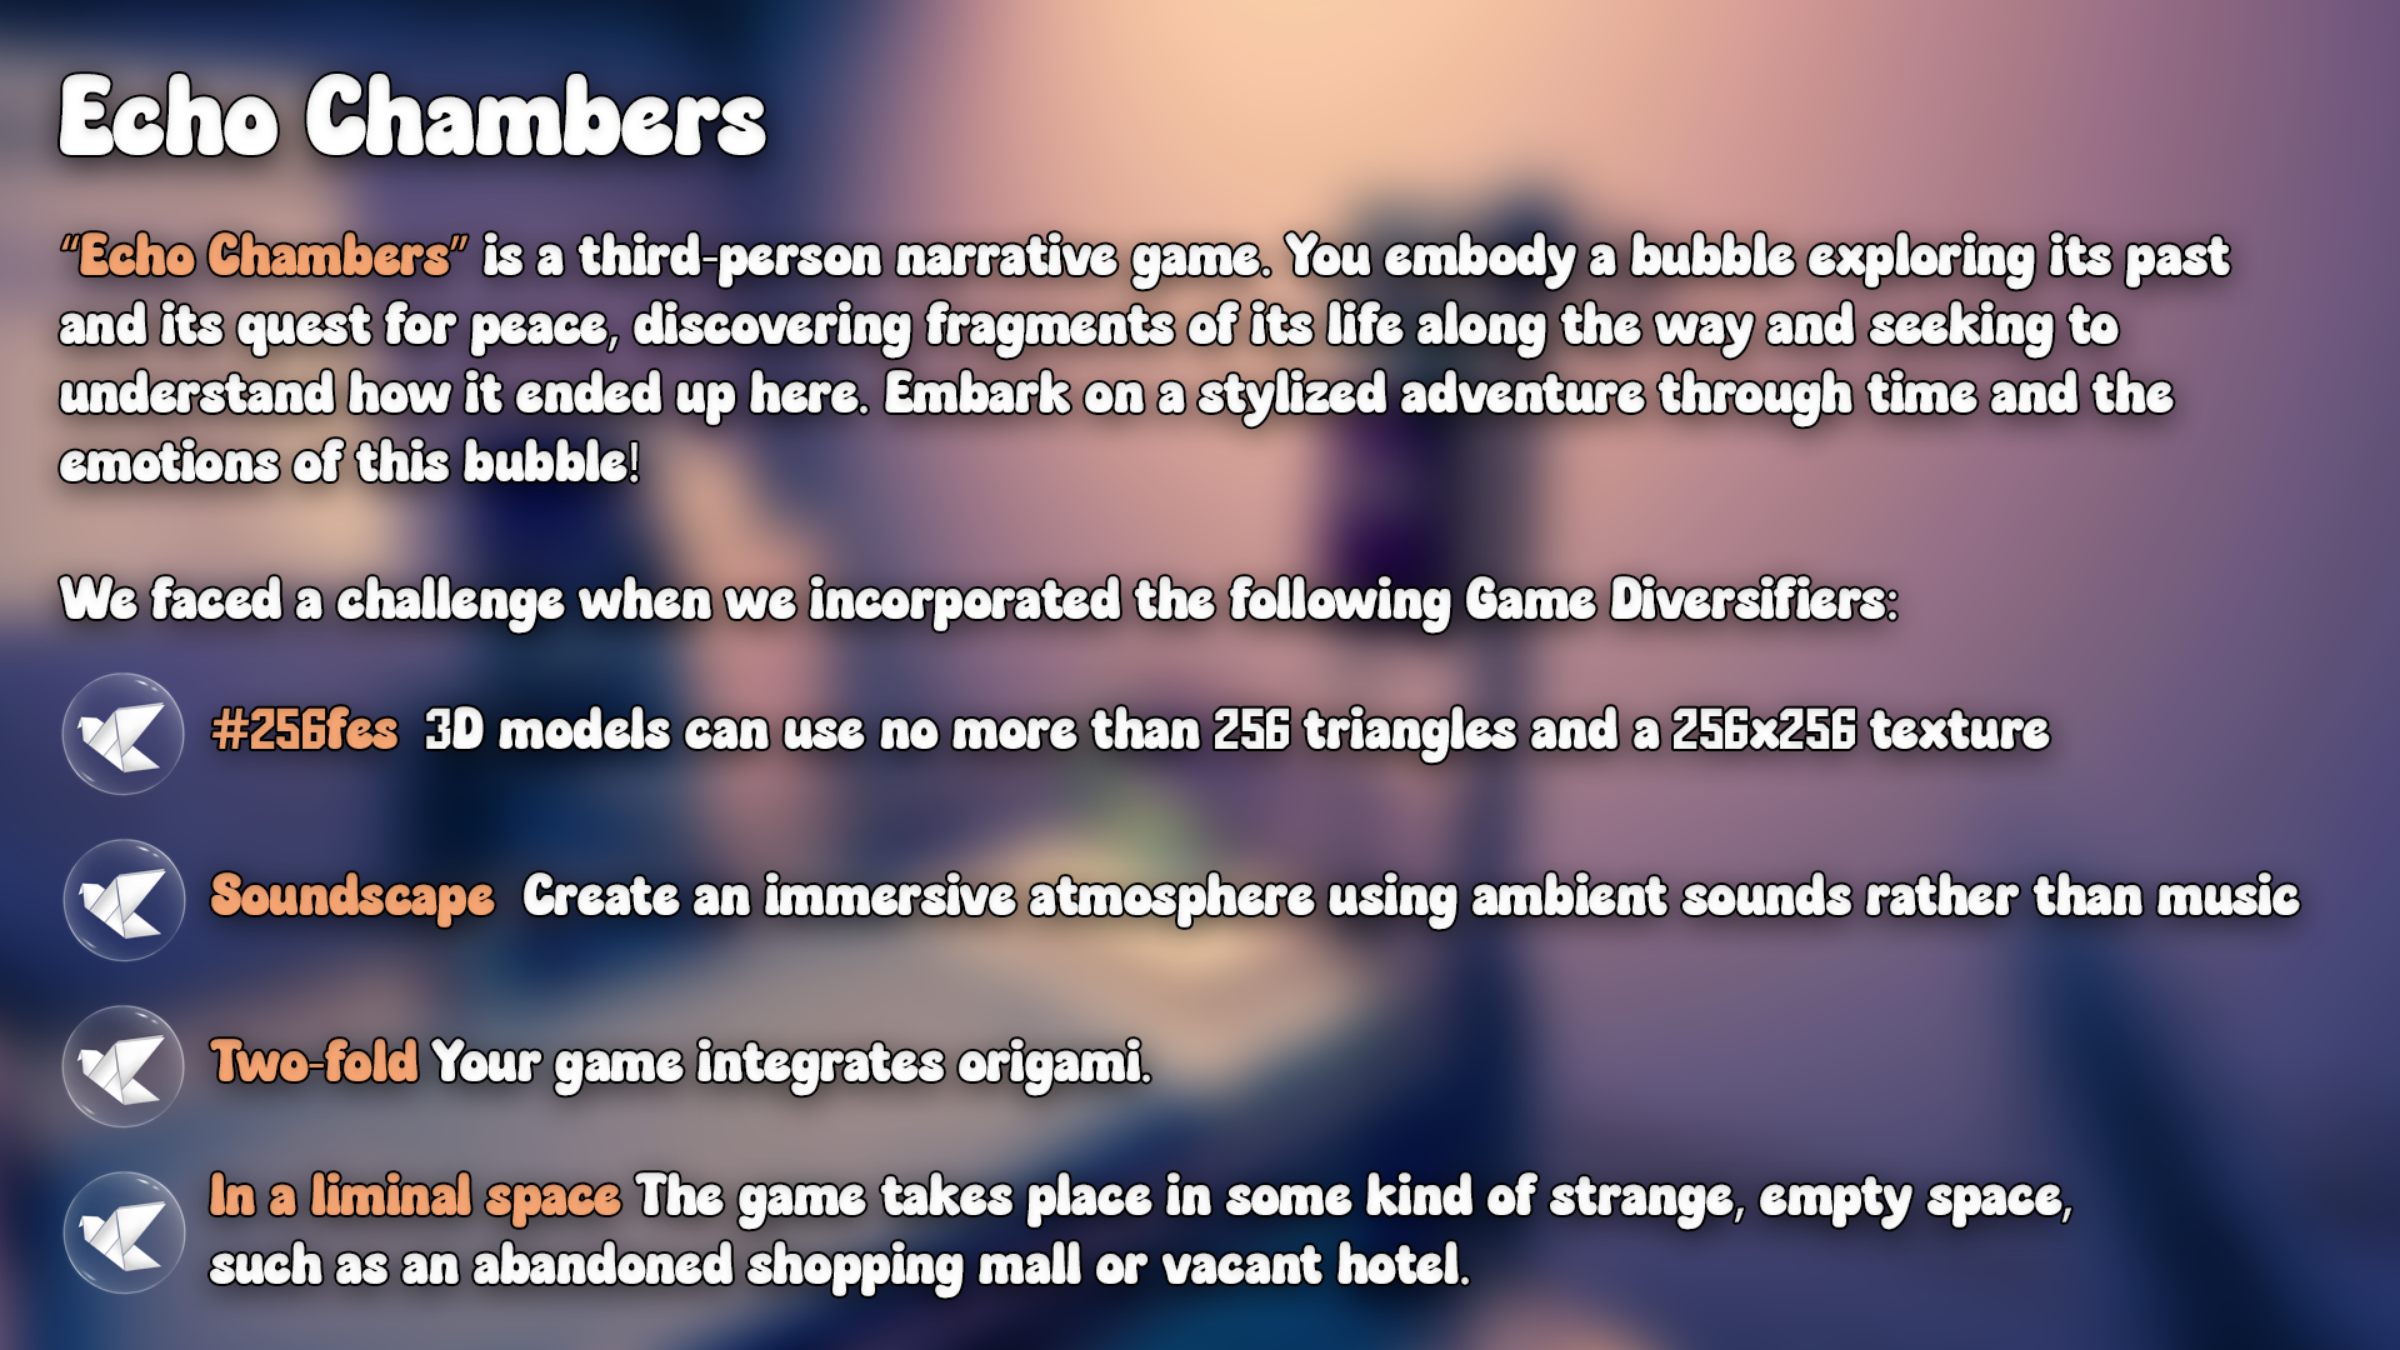 Echo Chambers
“Echo Chambers” is a third-person narrative game. You embody a bubble exploring its past
and its quest for peace, discovering fragments of its life along the way and seeking to
understand how it ended up here. Embark on a stylized adventure through time and the
emotions of this bubble!
We faced a challenge when we incorporated the following Game Diversifiers:
#256fes 3D models can use no more than 256 triangles and a 256x256 texture
Soundscape Create an immersive atmosphere using ambient sounds rather than music
Two-fold Your game integrates origami.
In a liminal space The game takes place in some kind of strange, empty space,
such as an abandoned shopping mall or vacant hotel.